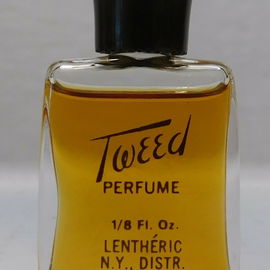 Tweed
PERFUME
1/8 Fl. Oz.
LENTHÉRIC
N.Y., DISTR.